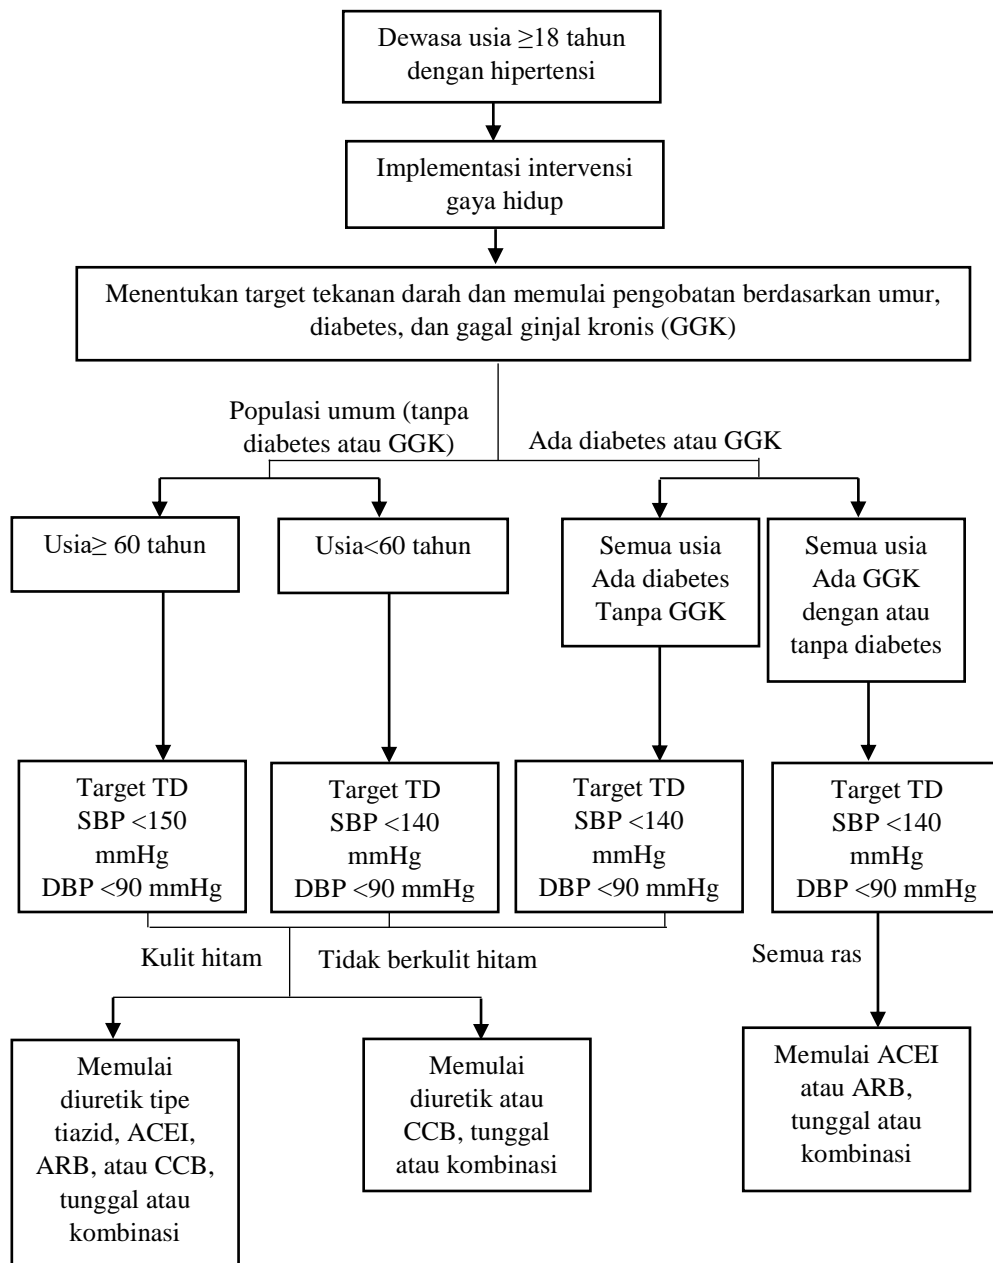 Dewasa usia ≥18 tahun
dengan hipertensi
Implementasi intervensi
gaya hidup
Menentukan target tekanan darah dan memulai pengobatan berdasarkan umur,
diabetes, dan gagal ginjal kronis (GGK)
Populasi umum (tanpa
diabetes atau GGK)
Ada diabetes atau GGK
Usia≥ 60 tahun
Usia<60 tahun
Semua usia
Ada diabetes
Tanpa GGK
Semua usia
Ada GGK
dengan atau
tanpa diabetes
Target TD
SBP <150
mmHg
DBP <90 mmHg
Target TD
SBP <140
mmHg
DBP <90 mmHg
Target TD
SBP <140
mmHg
DBP <90 mmHg
Target TD
SBP <140
mmHg
DBP <90 mmHg
Kulit hitam
Tidak berkulit hitam
Semua ras
Memulai
diuretik tipe
tiazid, ACEI,
ARB, atau CCB,
tunggal atau
kombinasi
Memulai
diuretik atau
CCB, tunggal
atau kombinasi
Memulai ACEI
atau ARB,
tunggal atau
kombinasi